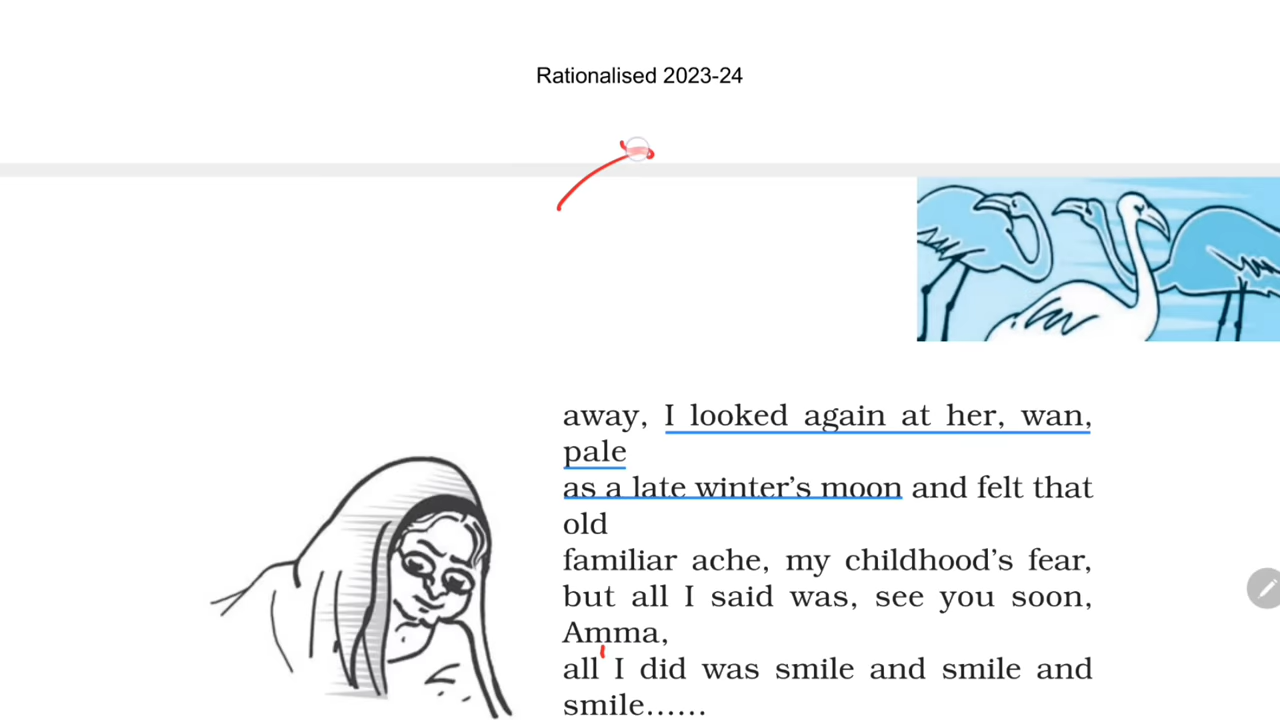 Rationalised 2023-24
away, I looked again at her, wan,
pale
as a late winter's moon and felt that
old
familiar ache, my childhood's fear,
but all I said was, see you soon,
Amma,
all I did was smile and smile and
smile......